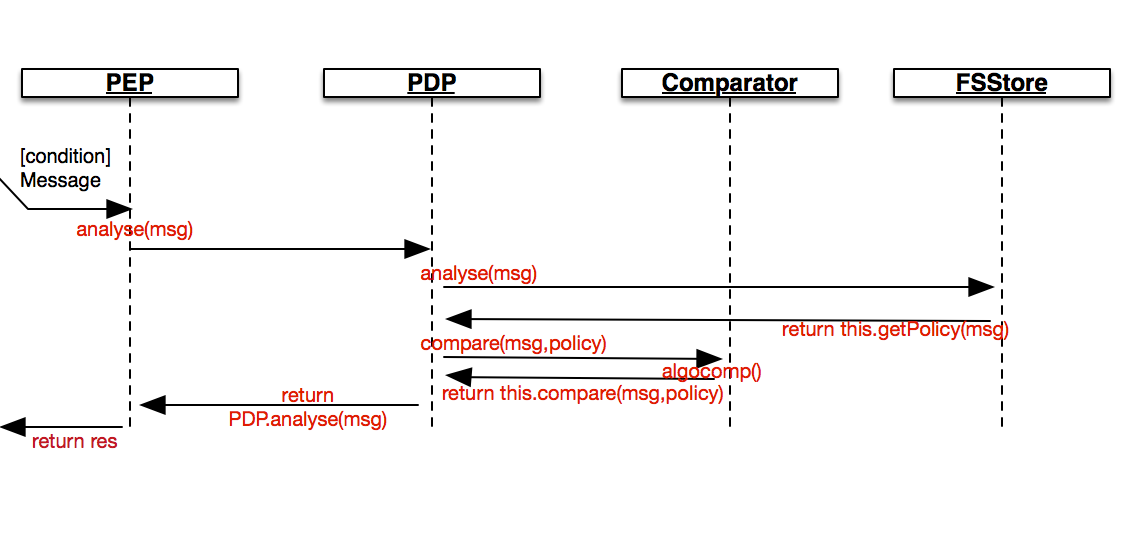 PEP
PDP
Comparator
FSStore
[condition]
Message
analyse(msg)
analyse(msg)
return this.getPolicy(msg)
compare(msg,policy)
algocomp()
return this.compare(msg,policy)
return
PDP.analyse(msg)
return res